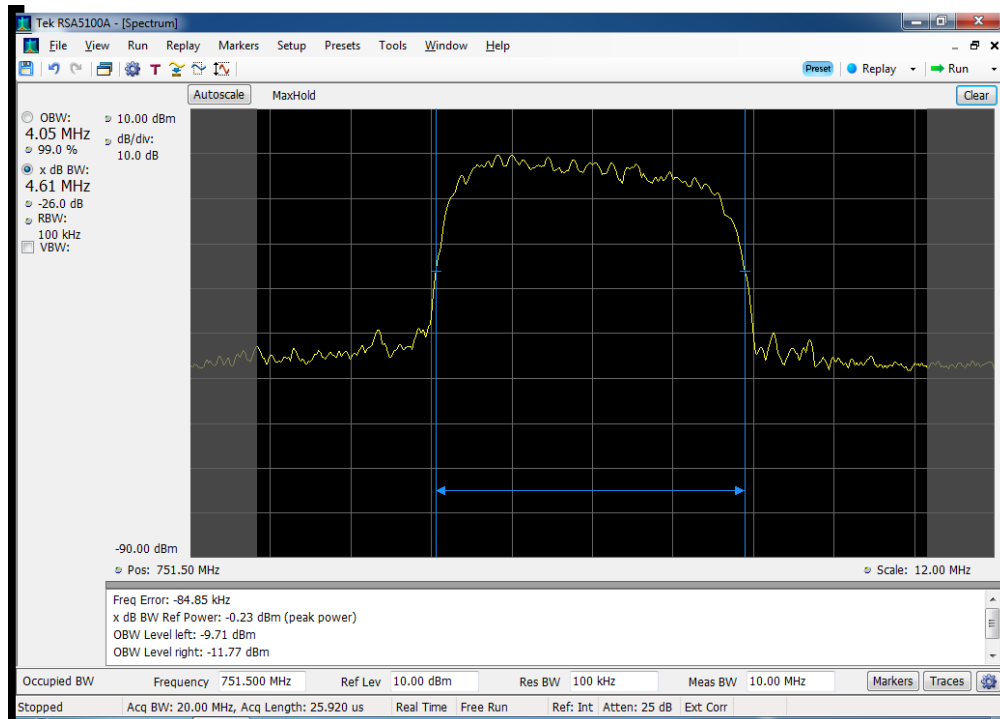 Tek RSA5100A - [Spectrum]
File View Run Replay Markers Setup Presets Tools Window Help
Preset Replay Run
Autoscale MaxHold Clear
OBW:
4.05 MHz
99.0 %
x dB BW:
4.61 MHz
-26.0 dB
RBW:
100 kHz
VBW:
10.00 dBm
dB/div:
10.0 dB
-90.00 dBm
Pos: 751.50 MHz Scale: 12.00 MHz
Freq Error: -84.85 kHz
x dB BW Ref Power: -0.23 dBm (peak power)
OBW Level left: -9.71 dBm
OBW Level right: -11.77 dBm
Occupied BW Frequency 751.500 MHz Ref Lev 10.00 dBm Res BW 100 kHz Meas BW 10.00 MHz Markers Traces
Stopped Acq BW: 20.00 MHz, Acq Length: 25.920 us Real Time Free Run Ref: Int Atten: 25 dB Ext Corr